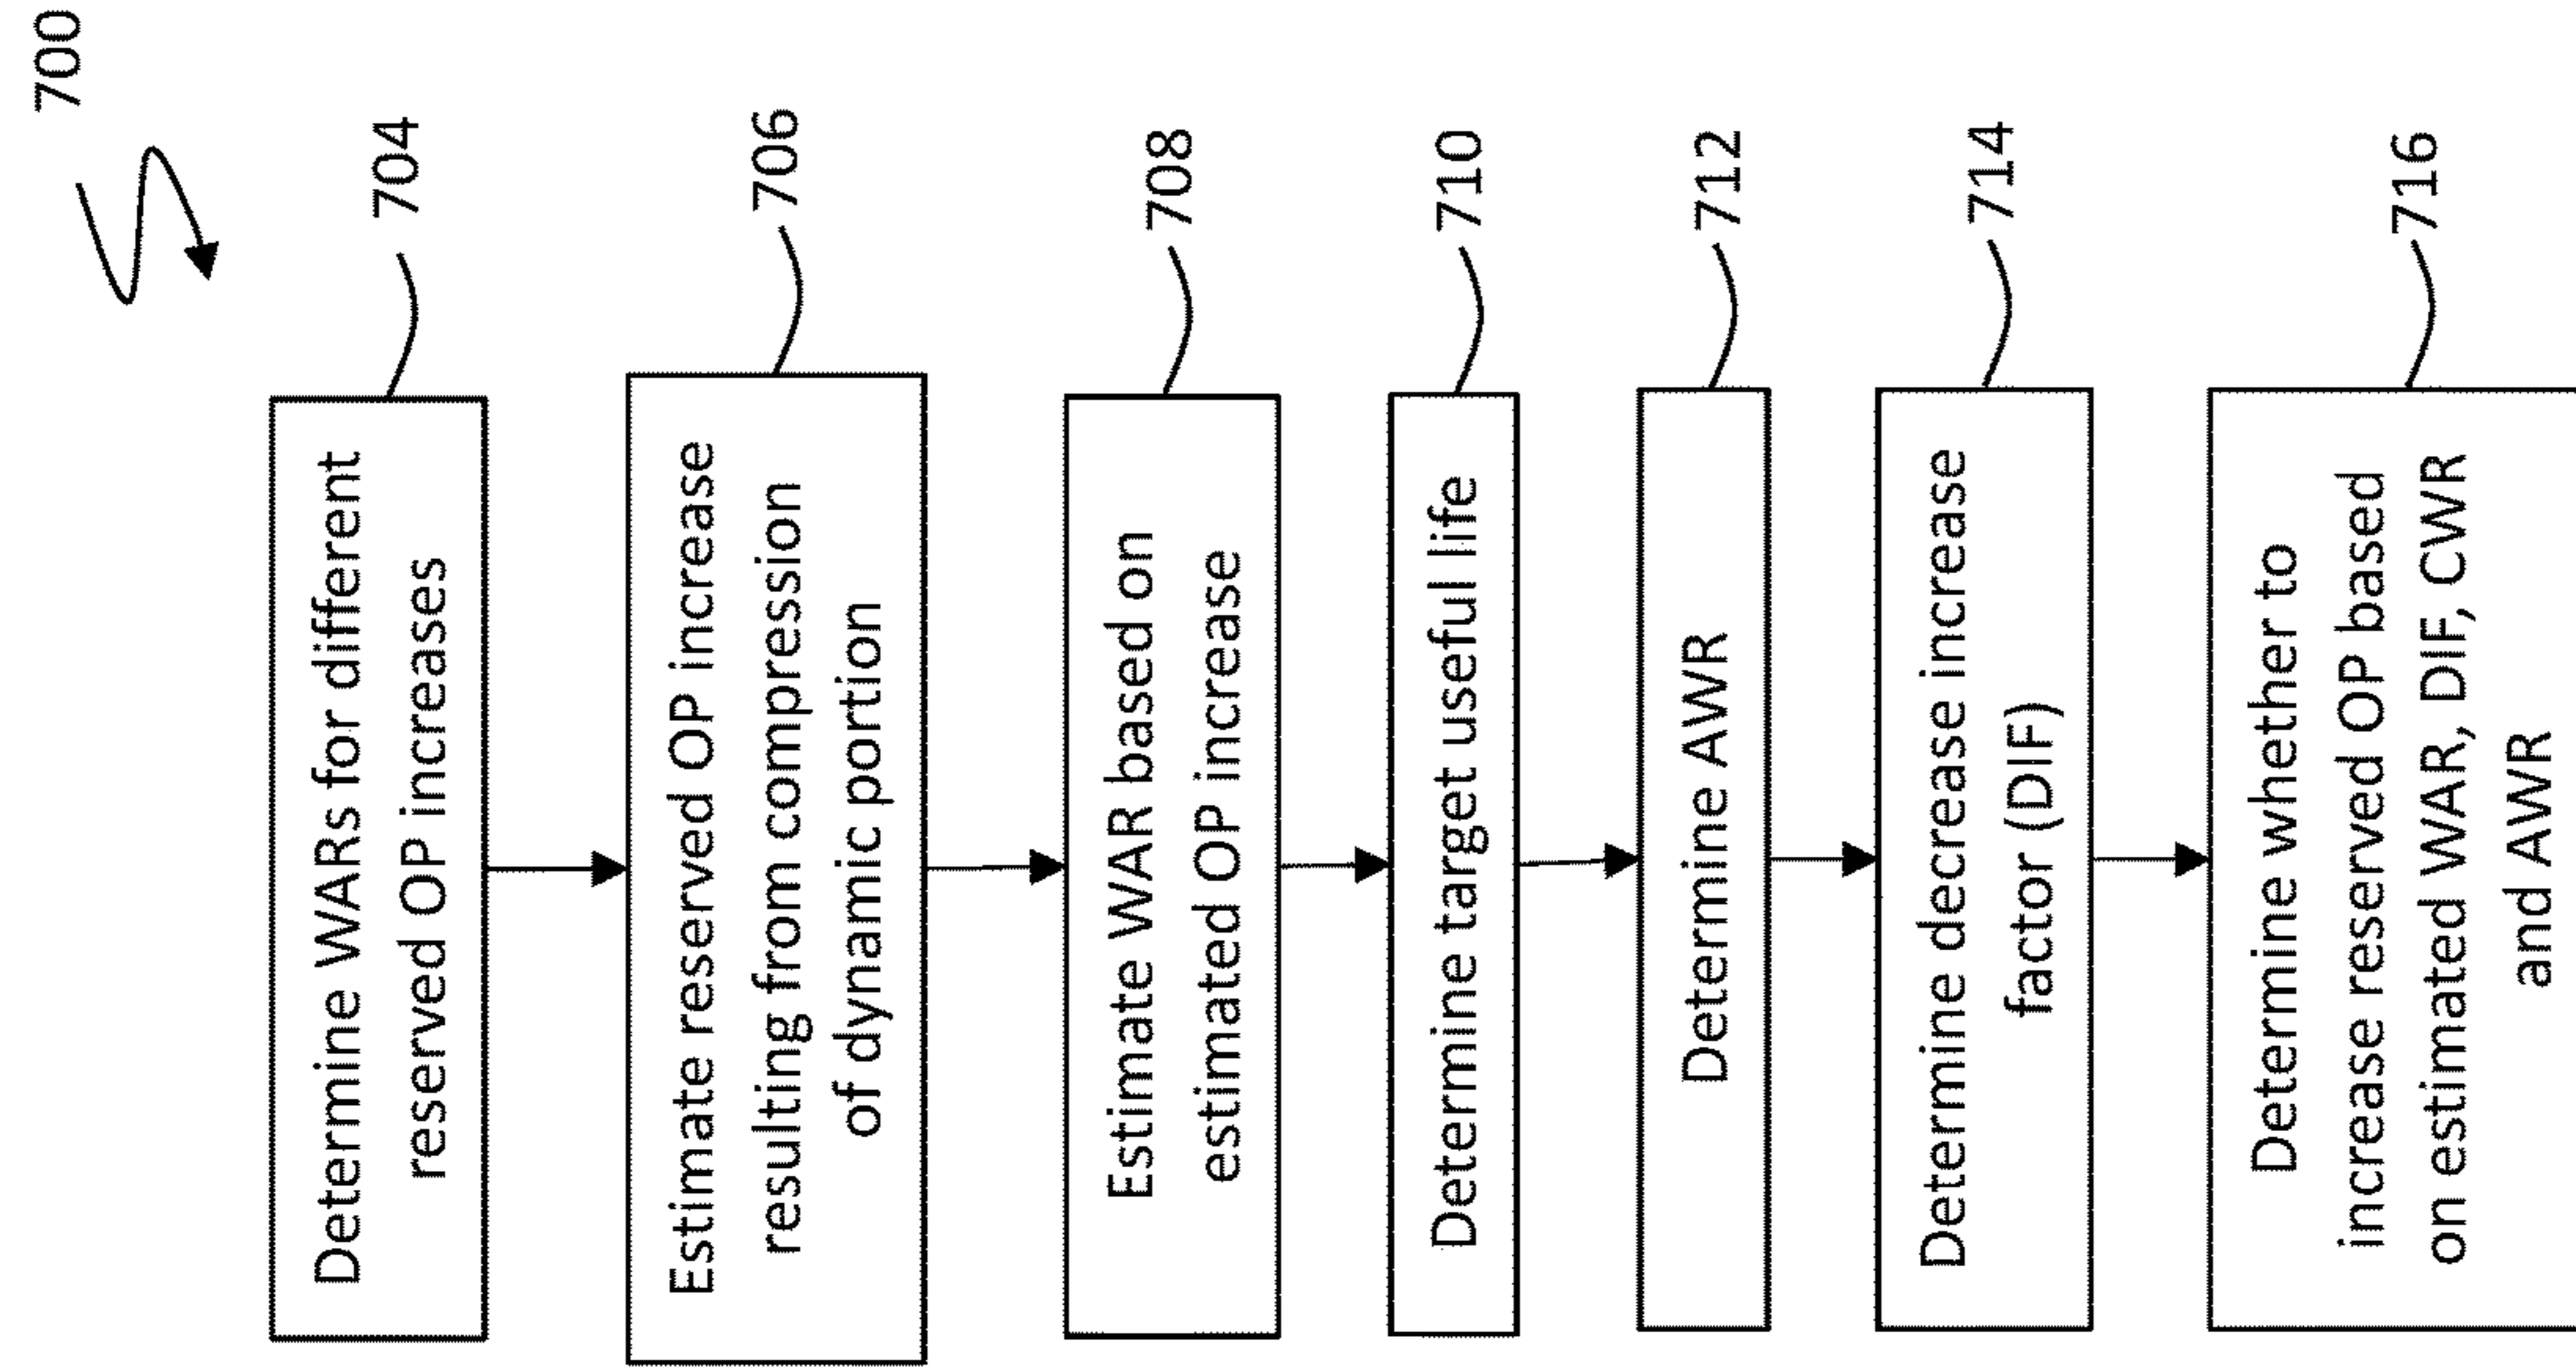 700
Determine WARs for different
reserved OP increases
704
Estimate reserved OP increase
resulting from compression
of dynamic portion
706
Estimate WAR based on
estimated OP increase
708
Determine target useful life
710
Determine AWR
712
Determine decrease increase
factor (DIF)
714
Determine whether to
increase reserved OP based
on estimated WAR, DIF, CWR
and AWR
716